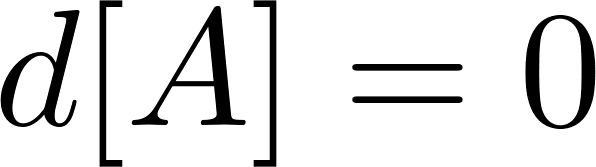 d[A] = 0